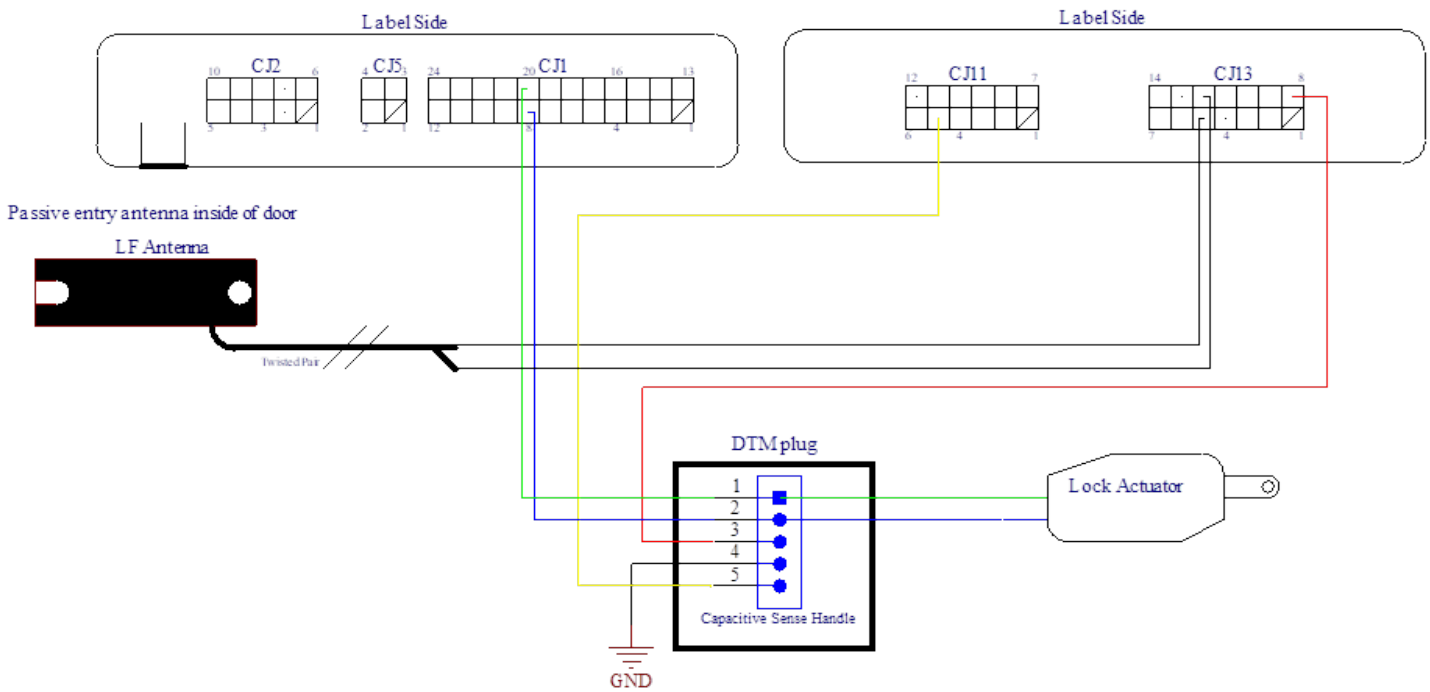 Label Side
Label Side
10 CJ2 6
4 CJ5 3
24 20 CJ1 16 13
12 CJ11 7
14 CJ13 8
5 3 1
2 1
12 8 4 1
6 4 1
7 4 1
Passive entry antenna inside of door
LF Antenna
Twisted Pair
DTM plug
1
2
3
4
5
Lock Actuator
Capacitive Sense Handle
GND